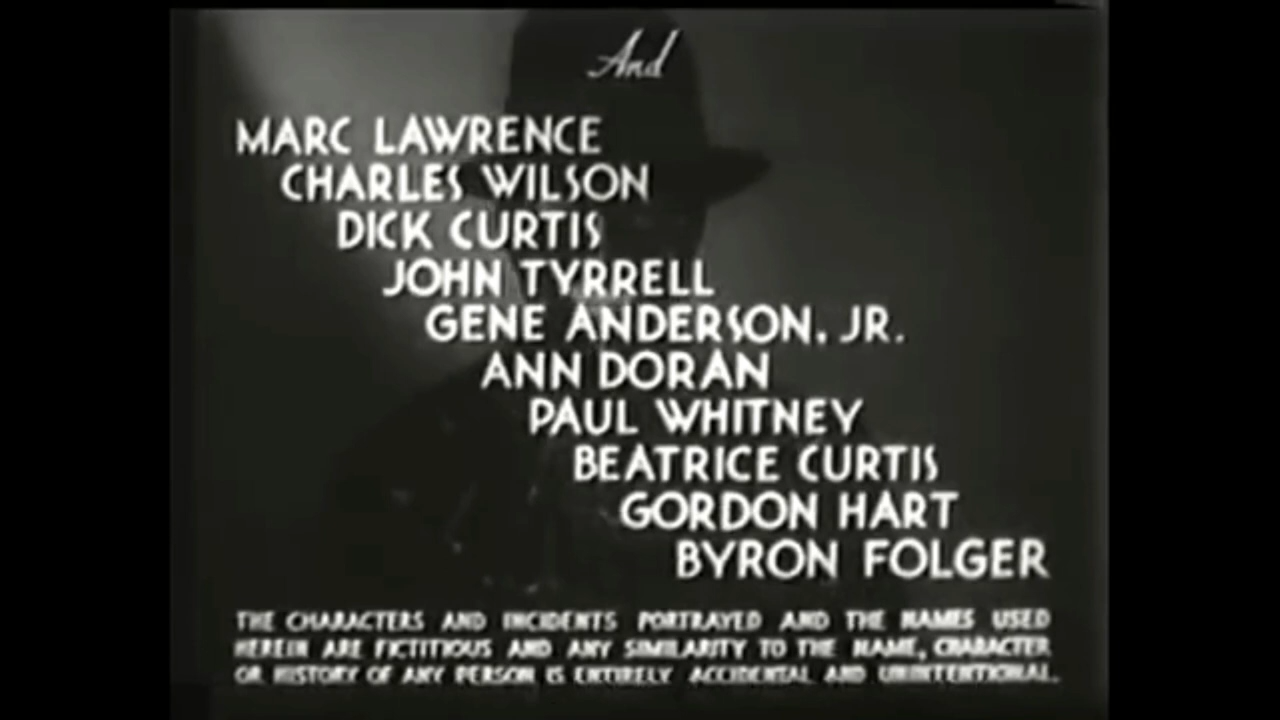 And
MARC LAWRENCE
CHARLES WILSON
DICK CURTIS
JOHN TYRRELL
GENE ANDERSON, JR.
ANN DORAN
PAUL WHITNEY
BEATRICE CURTIS
GORDON HART
BYRON FOLGER
THE CHARACTERS AND INCIDENTS PORTRAYED AND THE NAMES USED
HEREIN ARE FICTITIOUS AND ANY SIMILARITY TO THE NAME, CHARACTER
OR HISTORY OF ANY PERSON IS ENTIRELY ACCIDENTAL AND UNINTENTIONAL.